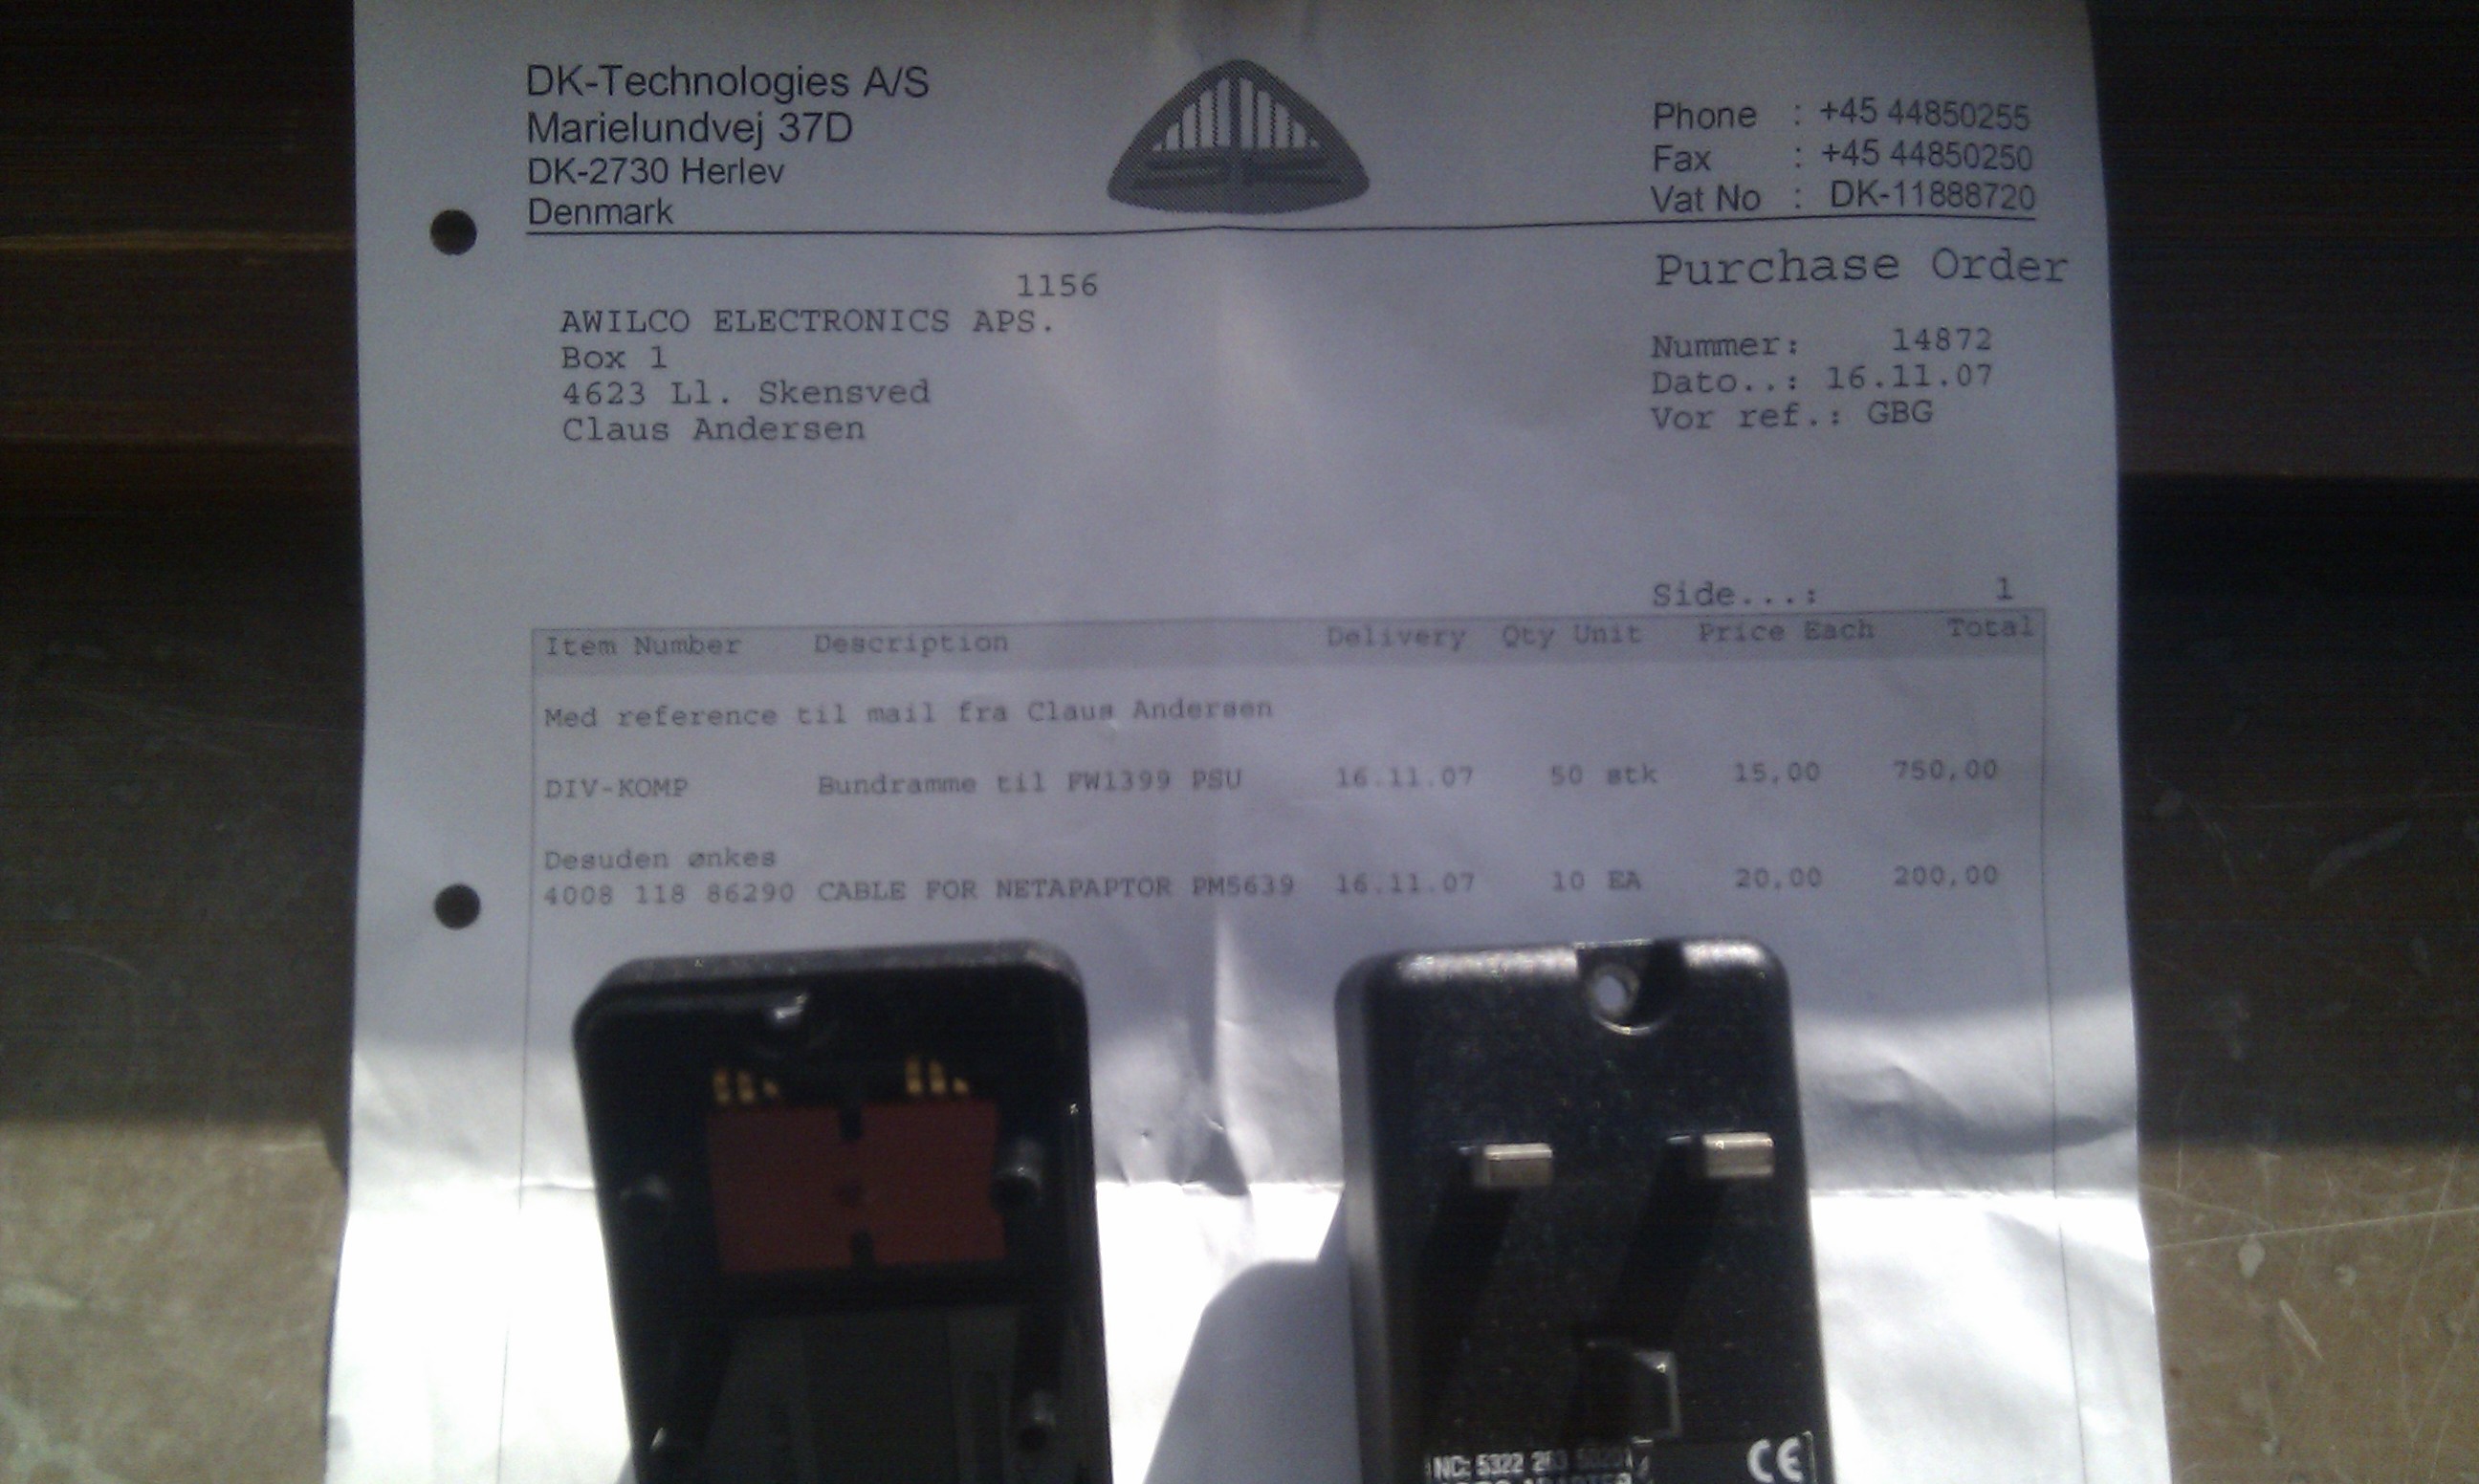 DK-Technologies A/S
Marielundvej 37D
DK-2730 Herlev
Denmark
Phone : +45 44850255
Fax : +45 44850250
Vat No : DK-11888720
Purchase Order
1156
AWILCO ELECTRONICS APS.
Box 1
4623 Ll. Skensved
Claus Andersen
Nummer: 14872
Dato..: 16.11.07
Vor ref.: GBG
Side...: 1
Item Number Description Delivery Qty Unit Price Each Total
Med reference til mail fra Claus Andersen
DIV-KOMP Bundramme til FW1399 PSU 16.11.07 50 stk 15,00 750,00
Desuden ønkes
4008 118 86290 CABLE FOR NETAPAPTOR PM5639 16.11.07 10 EA 20,00 200,00
NC: 5322 CE